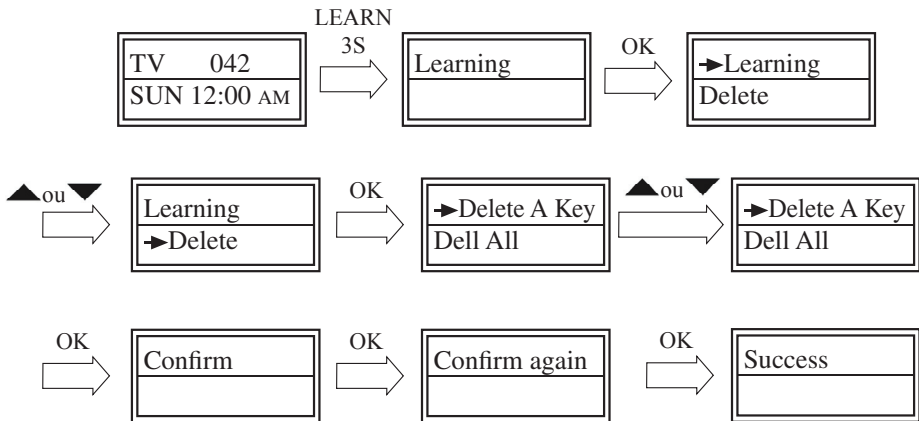 LEARN
3S
TV 042
SUN 12:00 AM
Learning
OK
➔Learning
Delete
▲ou▼
Learning
➔Delete
OK
➔Delete A Key
Dell All
▲ou▼
➔Delete A Key
Dell All
OK
Confirm
OK
Confirm again
OK
Success